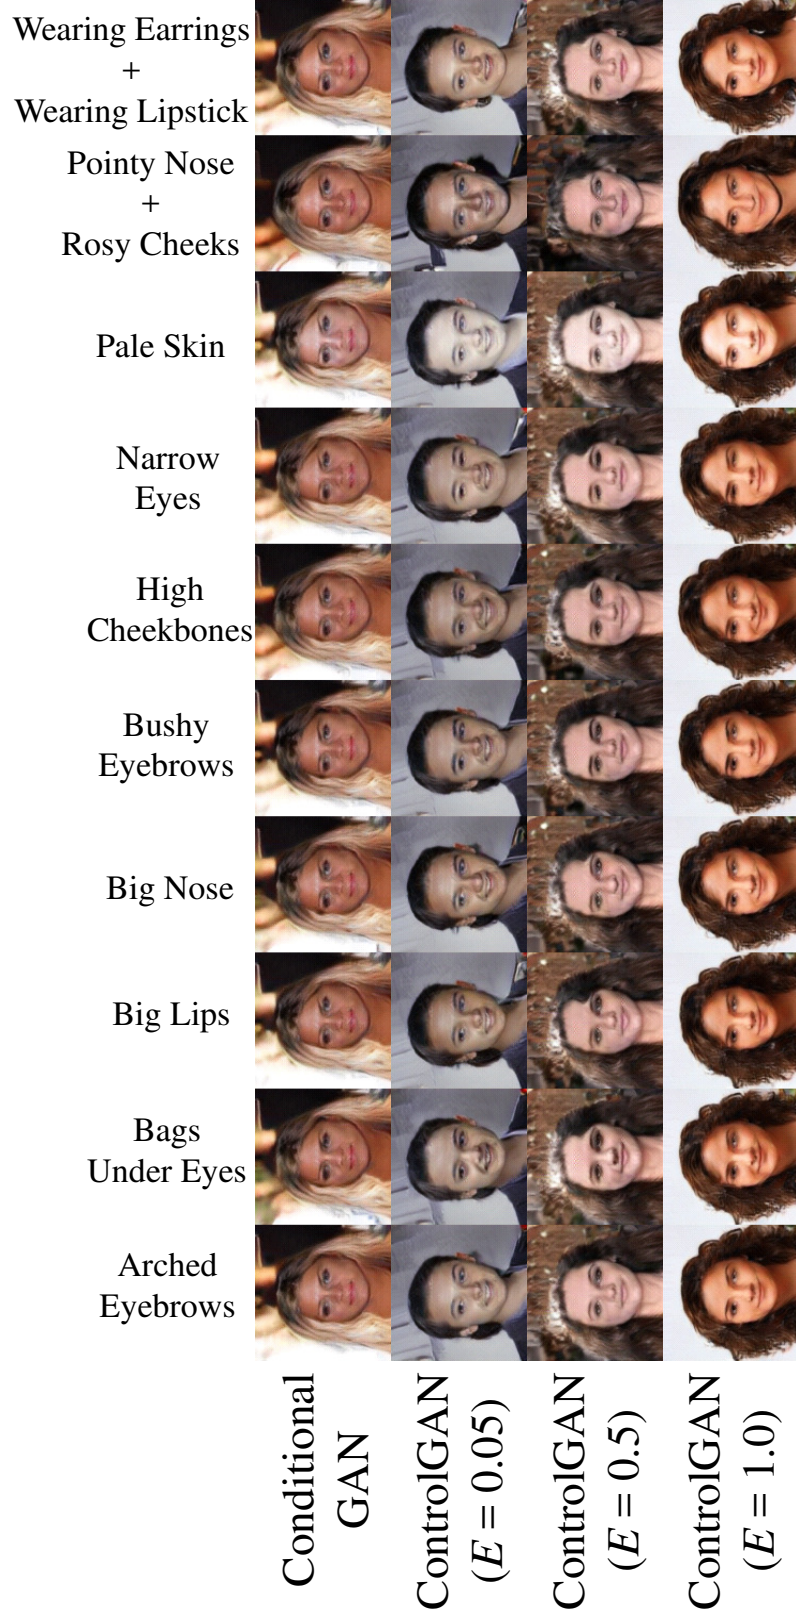 Wearing Earrings
+
Wearing Lipstick
Pointy Nose
+
Rosy Cheeks
Pale Skin
Narrow
Eyes
High
Cheekbones
Bushy
Eyebrows
Big Nose
Big Lips
Bags
Under Eyes
Arched
Eyebrows
Conditional
GAN
ControlGAN
(E = 0.05)
ControlGAN
(E = 0.5)
ControlGAN
(E = 1.0)